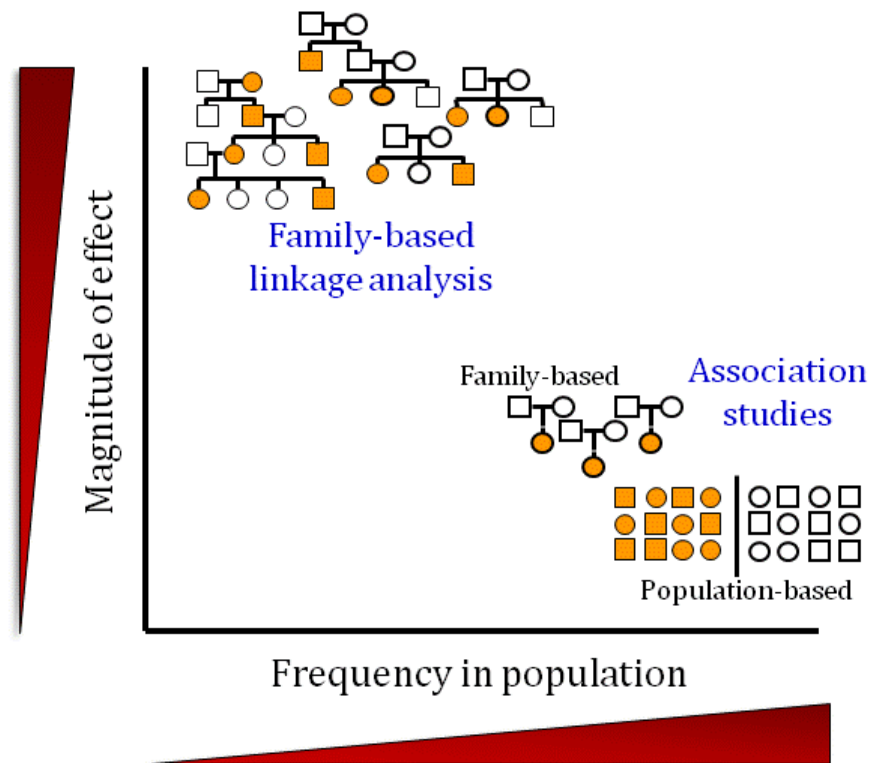 Magnitude of effect
Family-based
linkage analysis
Family-based
Association
studies
Population-based
Frequency in population